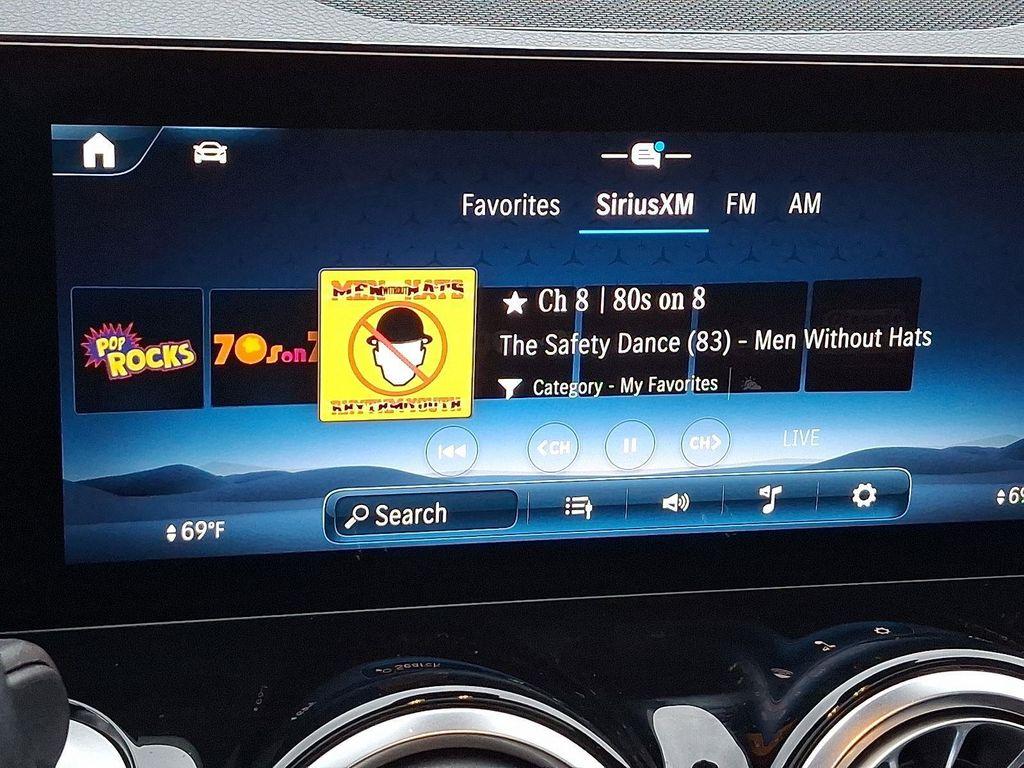 Favorites SiriusXM FM AM
POP ROCKS
70s on 7
MEN WITHOUT HATS
RHYTHM OF YOUTH
Ch 8 | 80s on 8
The Safety Dance (83) - Men Without Hats
Category - My Favorites
<CH
CH>
LIVE
69°F
Search
69